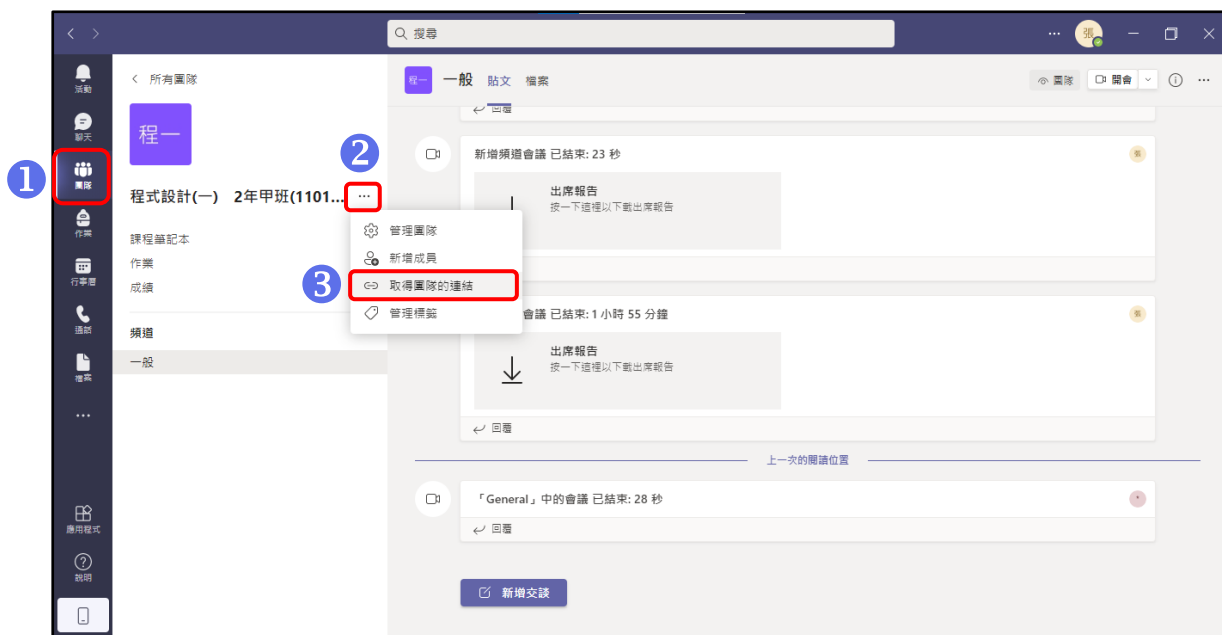 搜尋
張
活動
聊天
團隊
作業
行事曆
通話
檔案
應用程式
說明
1
2
3
所有團隊
程一
程式設計(一) 2年甲班(1101...
課程筆記本
作業
成績
頻道
一般
管理團隊
新增成員
取得團隊的連結
管理標籤
程一 一般 貼文 檔案
團隊
開會
回覆
新增頻道會議 已結束: 23 秒
張
出席報告
按一下這裡以下載出席報告
會議 已結束: 1 小時 55 分鐘
張
出席報告
按一下這裡以下載出席報告
回覆
上一次的閱讀位置
「General」中的會議 已結束: 28 秒
回覆
新增交談